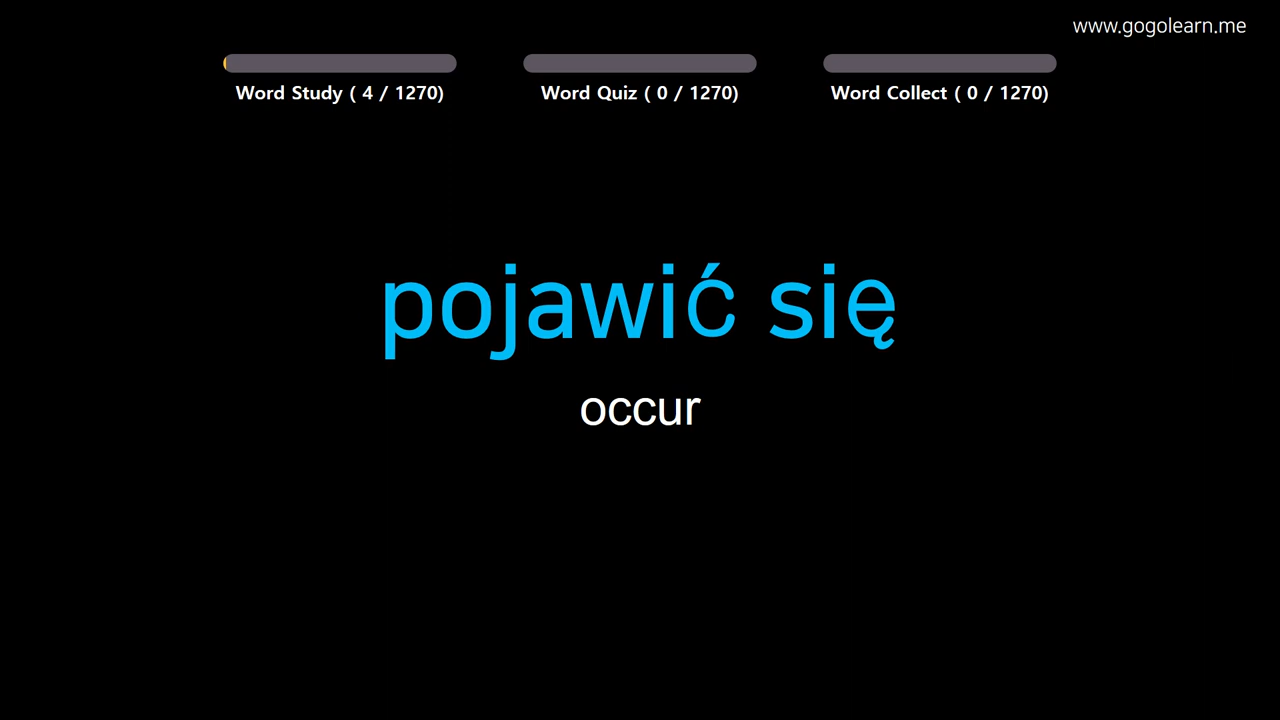 www.gogolearn.me
Word Study ( 4 / 1270)
Word Quiz ( 0 / 1270)
Word Collect ( 0 / 1270)
pojawić się
occur